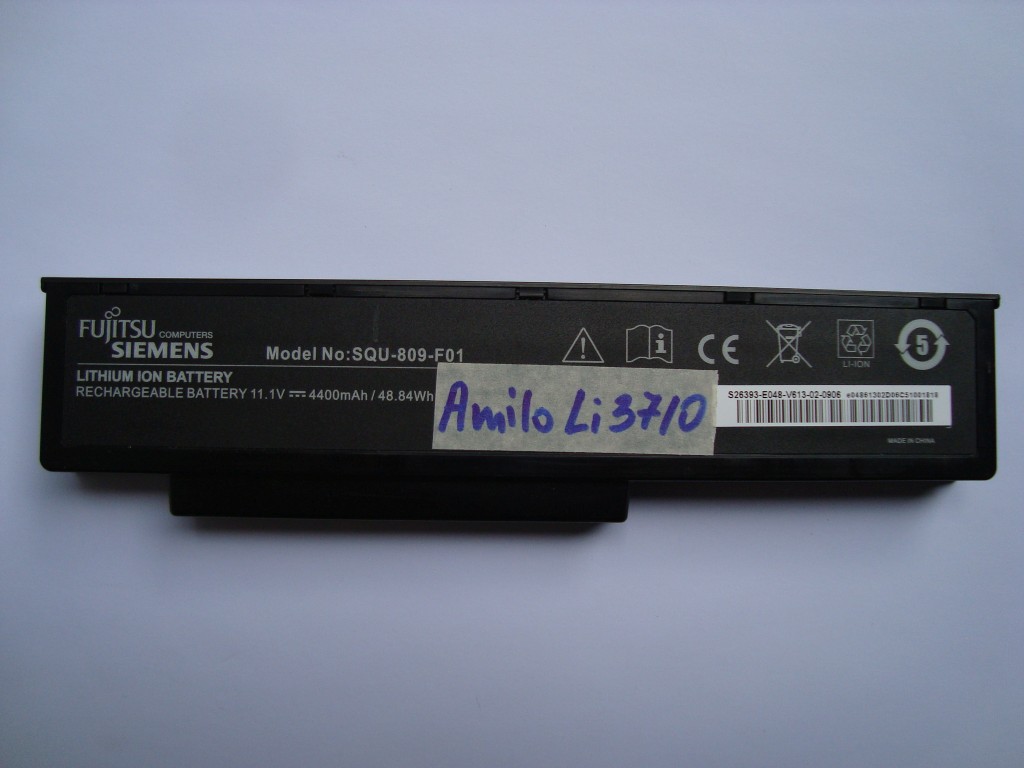 FUJITSU COMPUTERS
SIEMENS
Model No:SQU-809-F01
LITHIUM ION BATTERY
RECHARGEABLE BATTERY 11.1V 4400mAh / 48.84Wh
Amilo Li3710
CE
LI-ION
5
S26393-E048-V613-02-0906
MADE IN CHINA